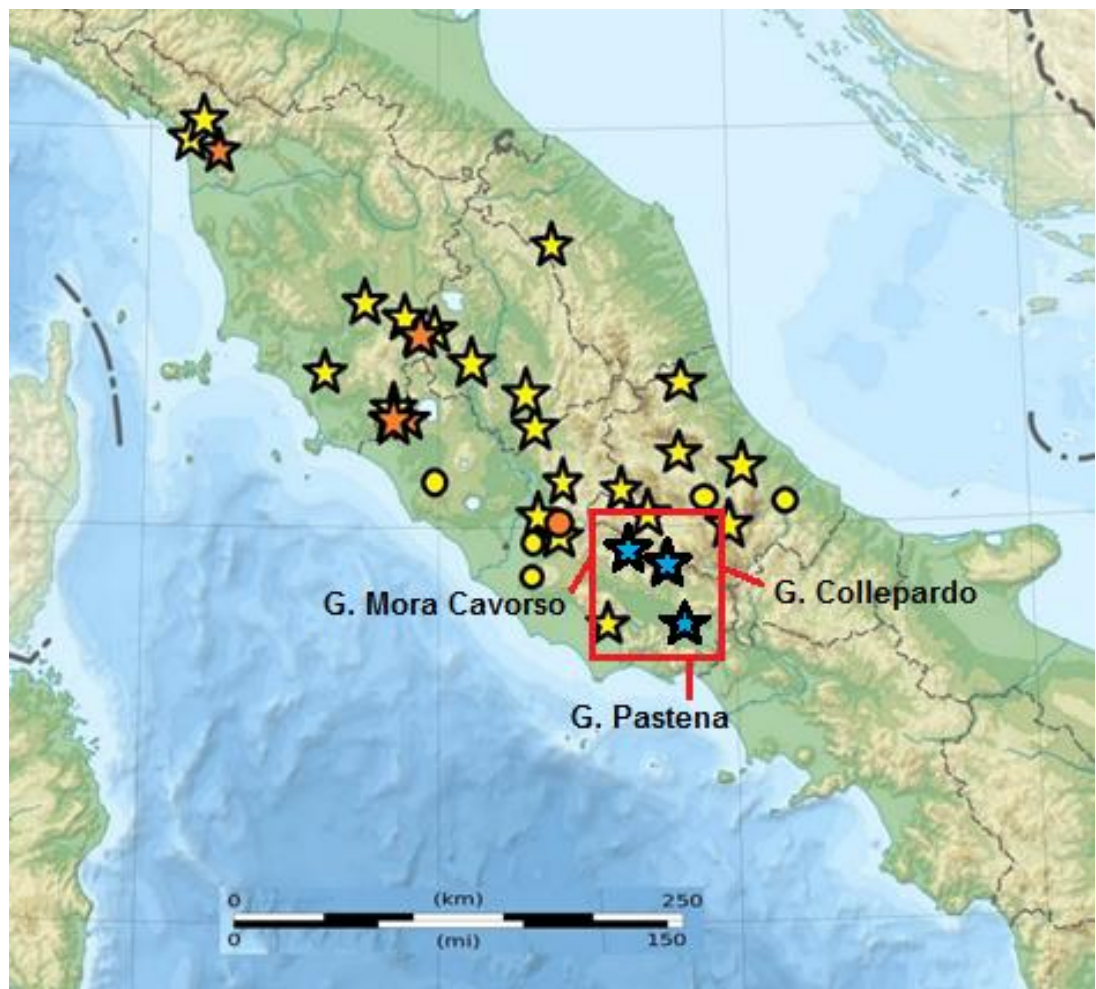 G. Mora Cavorso
G. Collepardo
G. Pastena
0 (km) 250
0 (mi) 150